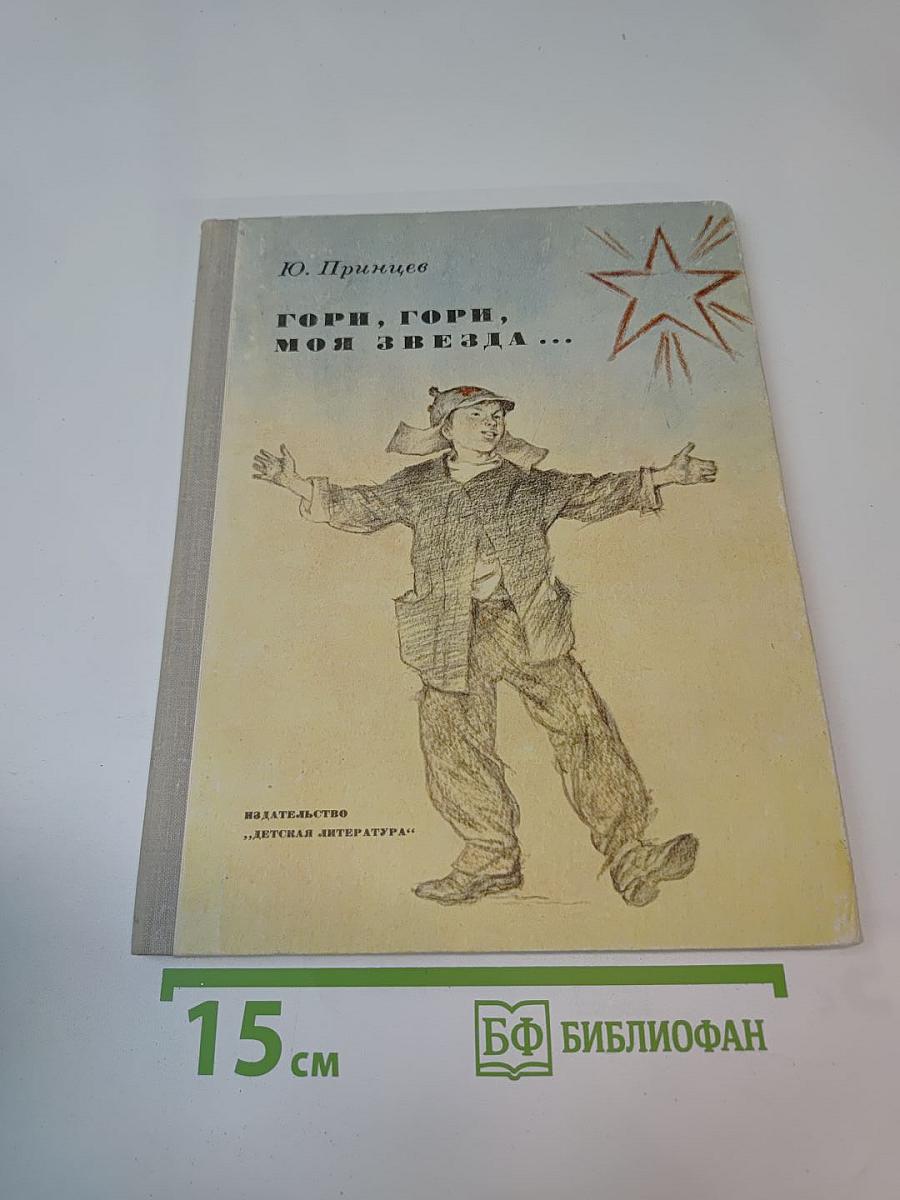 Ю. Принцев
ГОРИ, ГОРИ,
МОЯ ЗВЕЗДА...
ИЗДАТЕЛЬСТВО
„ДЕТСКАЯ ЛИТЕРАТУРА“
15 см
БФ БИБЛИОФАН